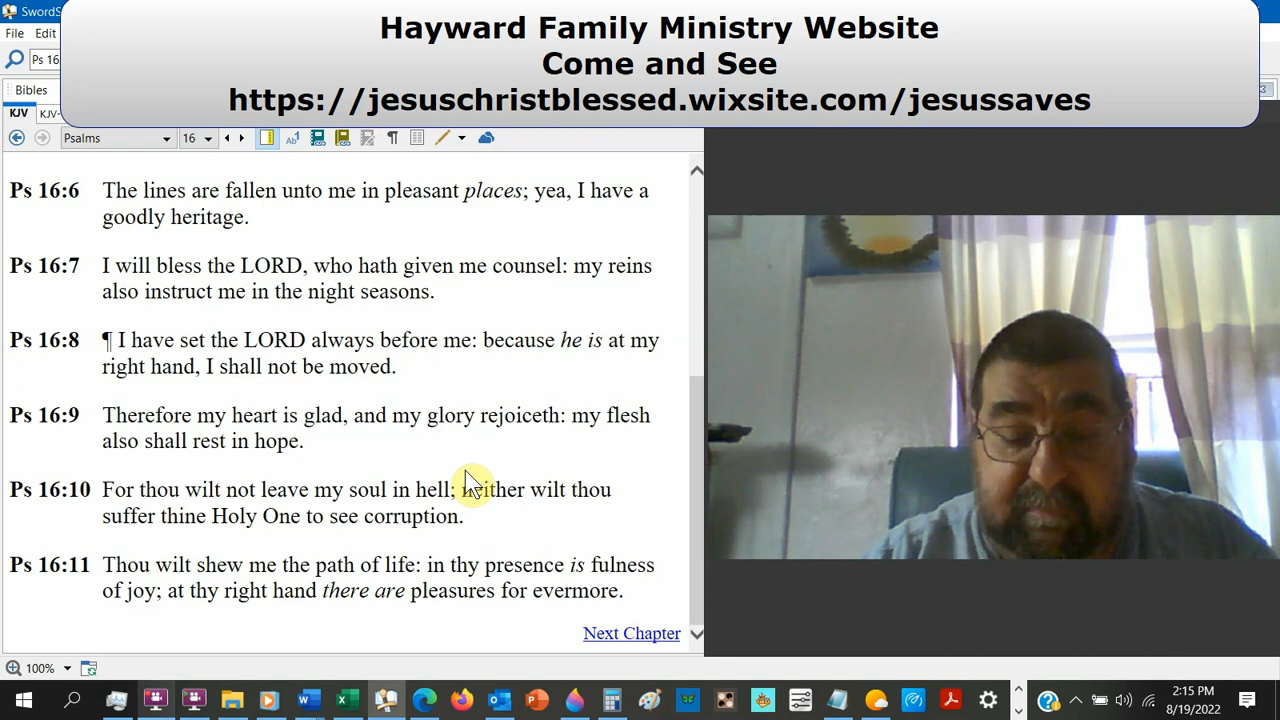 SwordS
Hayward Family Ministry Website
Come and See
https://jesuschristblessed.wixsite.com/jesussaves
File Edit
Ps 16
Bibles
KJV KJV-
Psalms 16
Ps 16:6 The lines are fallen unto me in pleasant places; yea, I have a
goodly heritage.
Ps 16:7 I will bless the LORD, who hath given me counsel: my reins
also instruct me in the night seasons.
Ps 16:8 ¶ I have set the LORD always before me: because he is at my
right hand, I shall not be moved.
Ps 16:9 Therefore my heart is glad, and my glory rejoiceth: my flesh
also shall rest in hope.
Ps 16:10 For thou wilt not leave my soul in hell; neither wilt thou
suffer thine Holy One to see corruption.
Ps 16:11 Thou wilt shew me the path of life: in thy presence is fulness
of joy; at thy right hand there are pleasures for evermore.
Next Chapter
100%
2:15 PM
8/19/2022